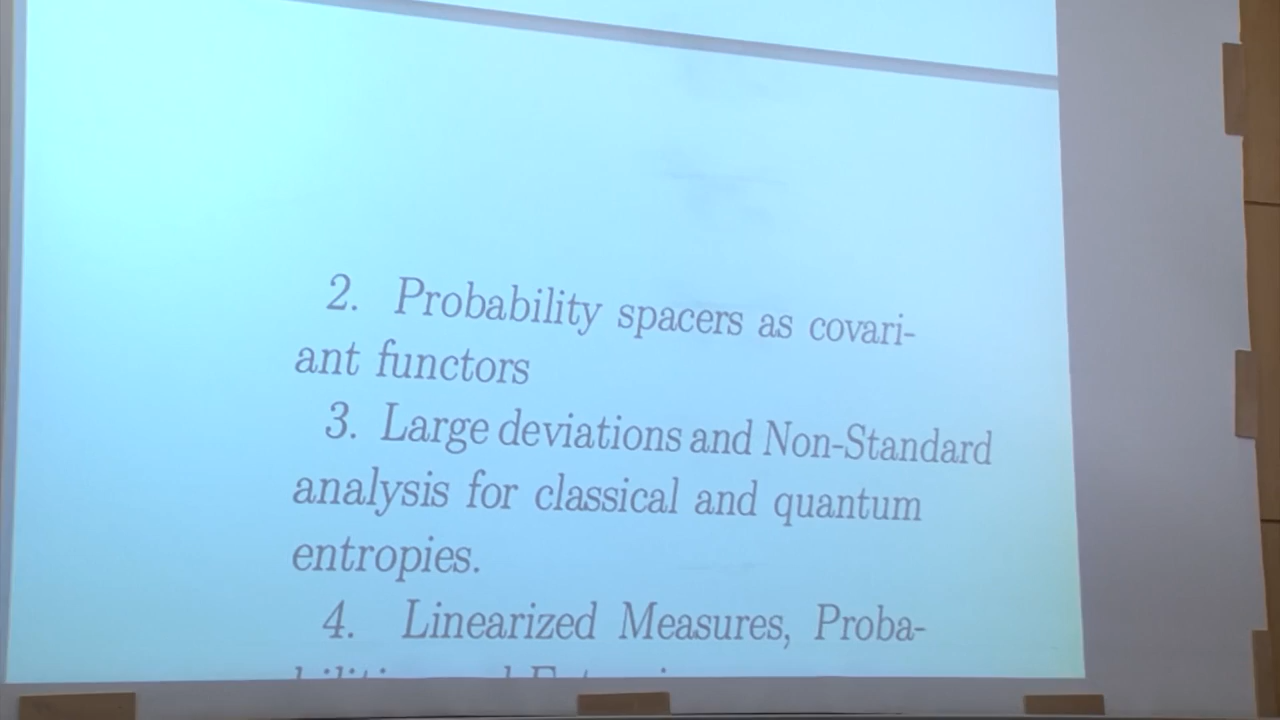 2. Probability spacers as covari-
ant functors
3. Large deviations and Non-Standard
analysis for classical and quantum
entropies.
4. Linearized Measures, Proba-